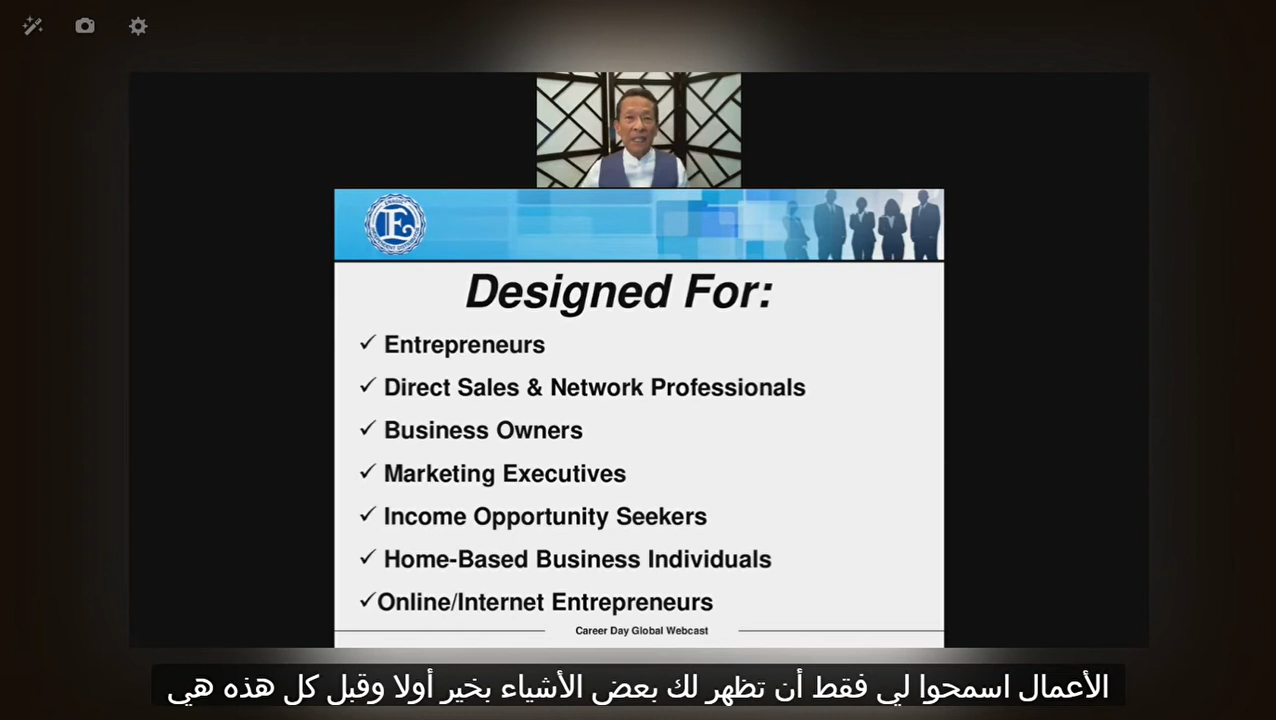 E
Designed For:
✓ Entrepreneurs
✓ Direct Sales & Network Professionals
✓ Business Owners
✓ Marketing Executives
✓ Income Opportunity Seekers
✓ Home-Based Business Individuals
✓Online/Internet Entrepreneurs
Career Day Global Webcast
الأعمال اسمحوا لي فقط أن تظهر لك بعض الأشياء بخير أولا وقبل كل هذه هي